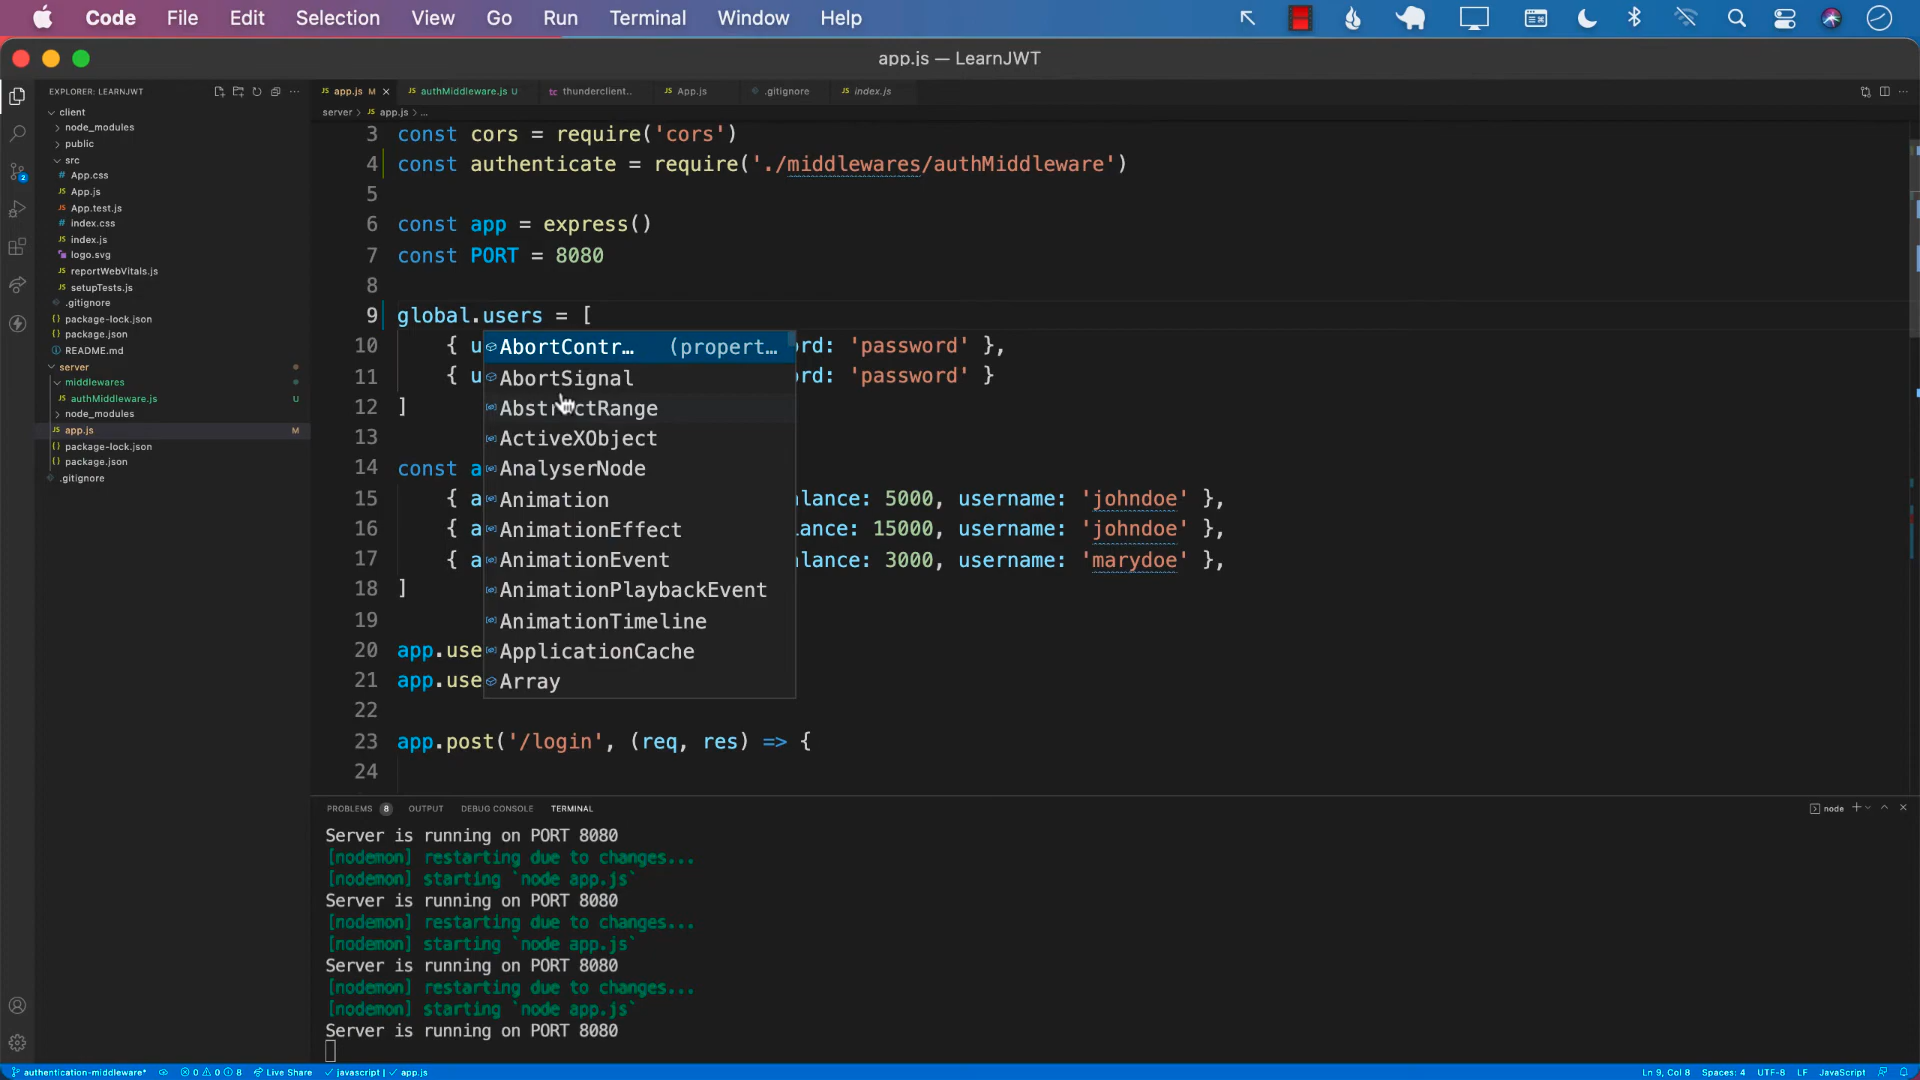 Code File Edit Selection View Go Run Terminal Window Help
app.js — LearnJWT
EXPLORER: LEARNJWT
client
node_modules
public
src
App.css
App.js
App.test.js
index.css
index.js
logo.svg
reportWebVitals.js
setupTests.js
.gitignore
package-lock.json
package.json
README.md
server
middlewares
authMiddleware.js U
node_modules
app.js M
package-lock.json
package.json
.gitignore
app.js M authMiddleware.js U thunderclient.. App.js .gitignore index.js
server > app.js > ...
3 const cors = require('cors')
4 const authenticate = require('./middlewares/authMiddleware')
5
6 const app = express()
7 const PORT = 8080
8
9 global.users = [
10 { u rd: 'password' },
11 { u rd: 'password' }
12 ]
13
14 const a
15 { a lance: 5000, username: 'johndoe' },
16 { a ance: 15000, username: 'johndoe' },
17 { a lance: 3000, username: 'marydoe' },
18 ]
19
20 app.use
21 app.use
22
23 app.post('/login', (req, res) => {
24
AbortContr… (propert…
AbortSignal
AbstractRange
ActiveXObject
AnalyserNode
Animation
AnimationEffect
AnimationEvent
AnimationPlaybackEvent
AnimationTimeline
ApplicationCache
Array
PROBLEMS 8 OUTPUT DEBUG CONSOLE TERMINAL node
Server is running on PORT 8080
[nodemon] restarting due to changes...
[nodemon] starting `node app.js`
Server is running on PORT 8080
[nodemon] restarting due to changes...
[nodemon] starting `node app.js`
Server is running on PORT 8080
[nodemon] restarting due to changes...
[nodemon] starting `node app.js`
Server is running on PORT 8080
authentication-middleware* 0 0 8 Live Share javascript | app.js Ln 9, Col 8 Spaces: 4 UTF-8 LF JavaScript